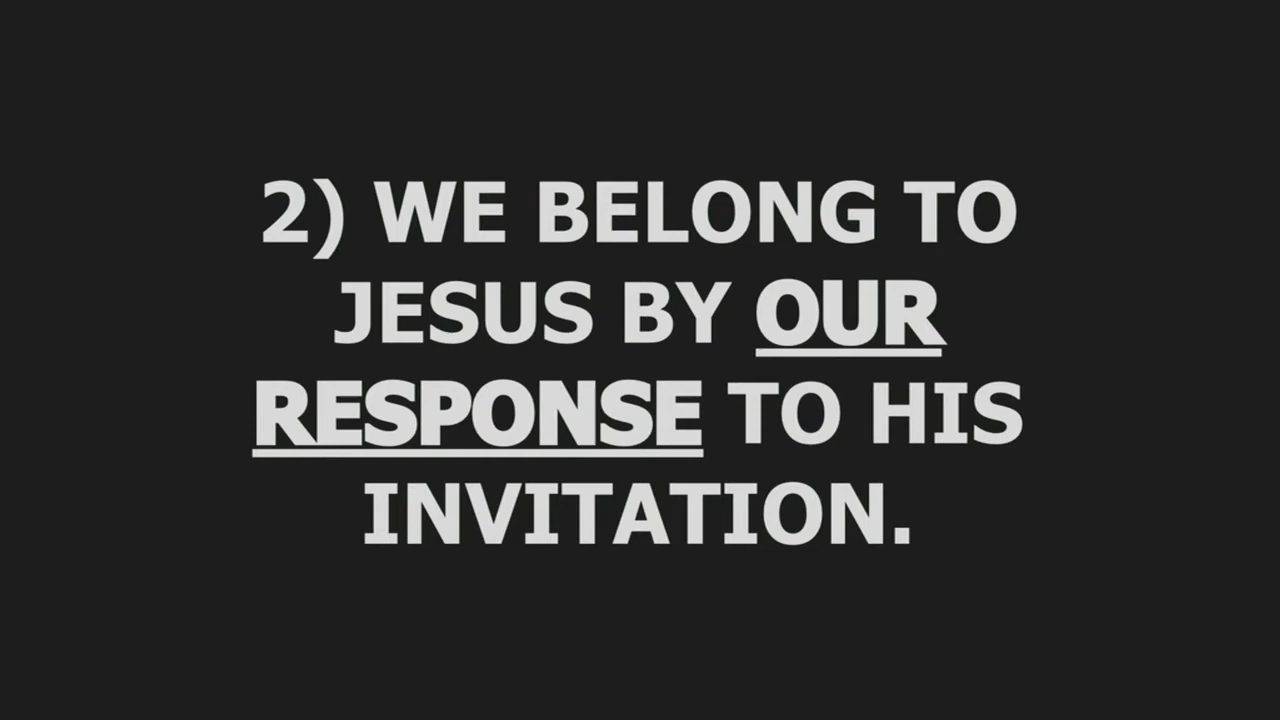 2) WE BELONG TO
JESUS BY OUR
RESPONSE TO HIS
INVITATION.